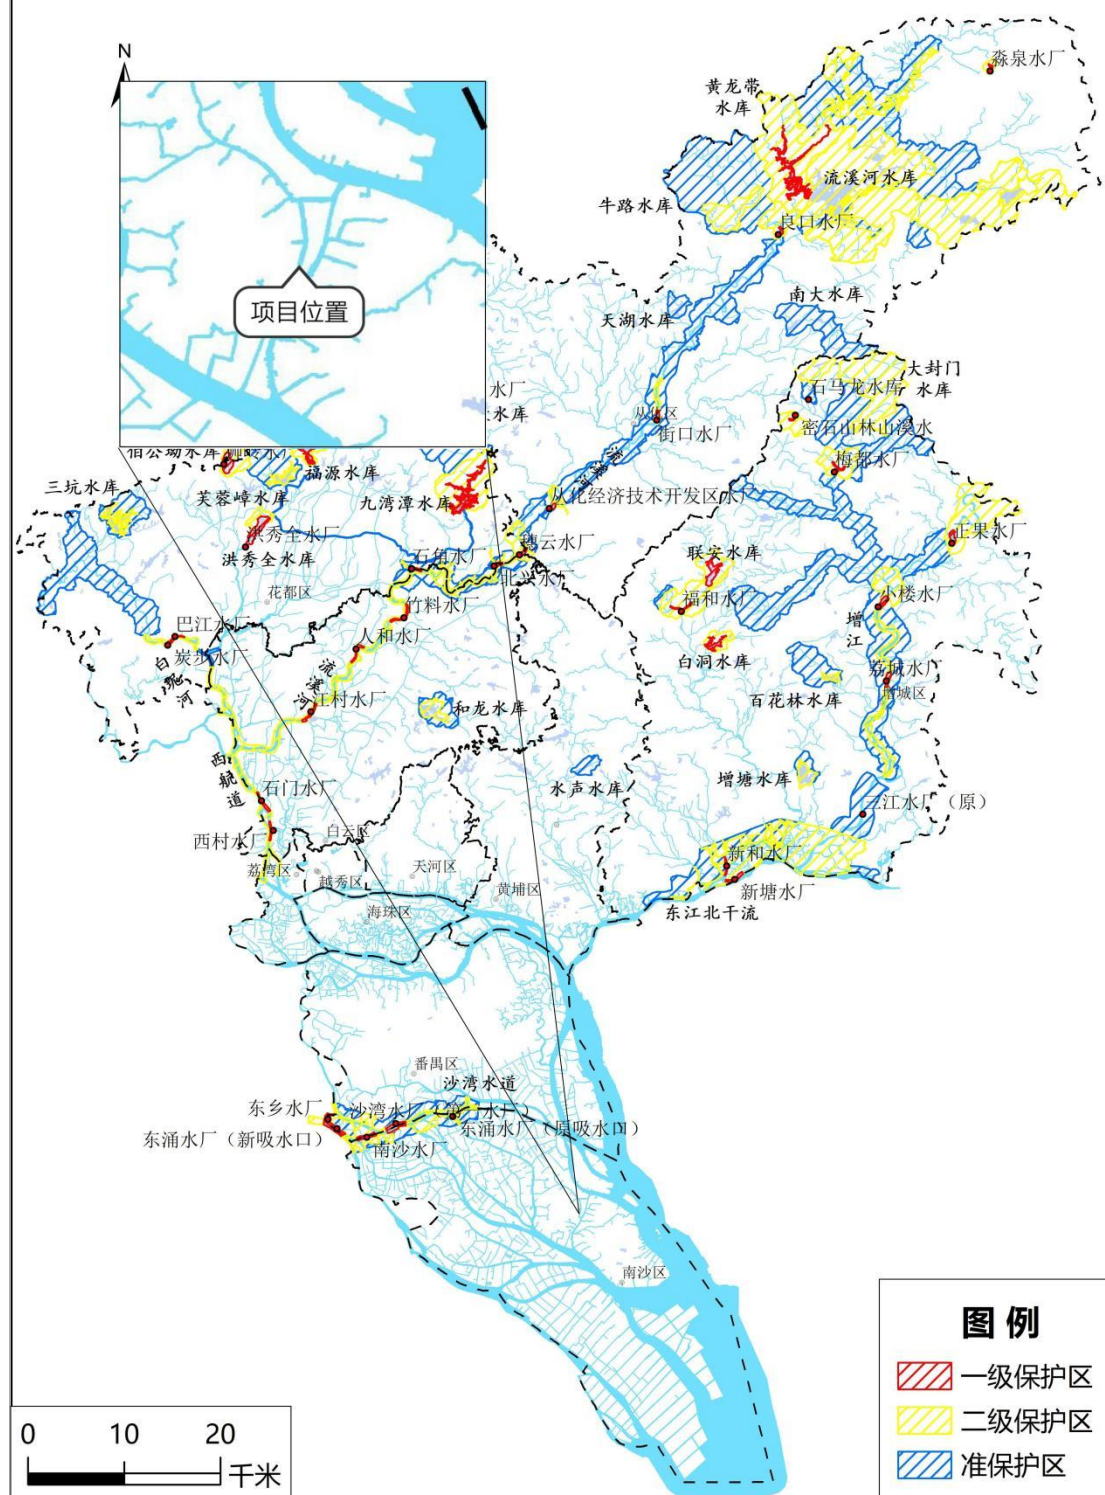 N
淼泉水厂
黄龙带
水库
流溪河水库
牛路水库
良口水厂
南大水库
天湖水库
项目位置
大封门
水库
石马龙水库
水厂
水库
从化区
街口水厂
密石山林山溪水
梅都水厂
流溪河
福源水库
三坑水库
芙蓉嶂水库
九湾潭水库
从化经济技术开发区水厂
正果水厂
洪秀全水厂
洪秀全水库
穗云水厂
石角水厂
北兴水厂
联安水库
花都区
竹料水厂
福和水厂
小楼水厂
巴江水厂
炭步水厂
人和水厂
增江
白坭河
流溪河
白洞水库
荔城水厂
增城区
江村水厂
和龙水库
百花林水库
西航道
石门水厂
水声水库
增塘水库
三江水厂（原）
西村水厂
白云区
荔湾区
越秀区
天河区
黄埔区
新和水厂
新塘水厂
海珠区
东江北干流
番禺区
沙湾水道
东乡水厂
东涌水厂（新吸水口）
南沙水厂
东涌水厂（原吸水口）
南沙区
图例
一级保护区
二级保护区
准保护区
0 10 20
千米